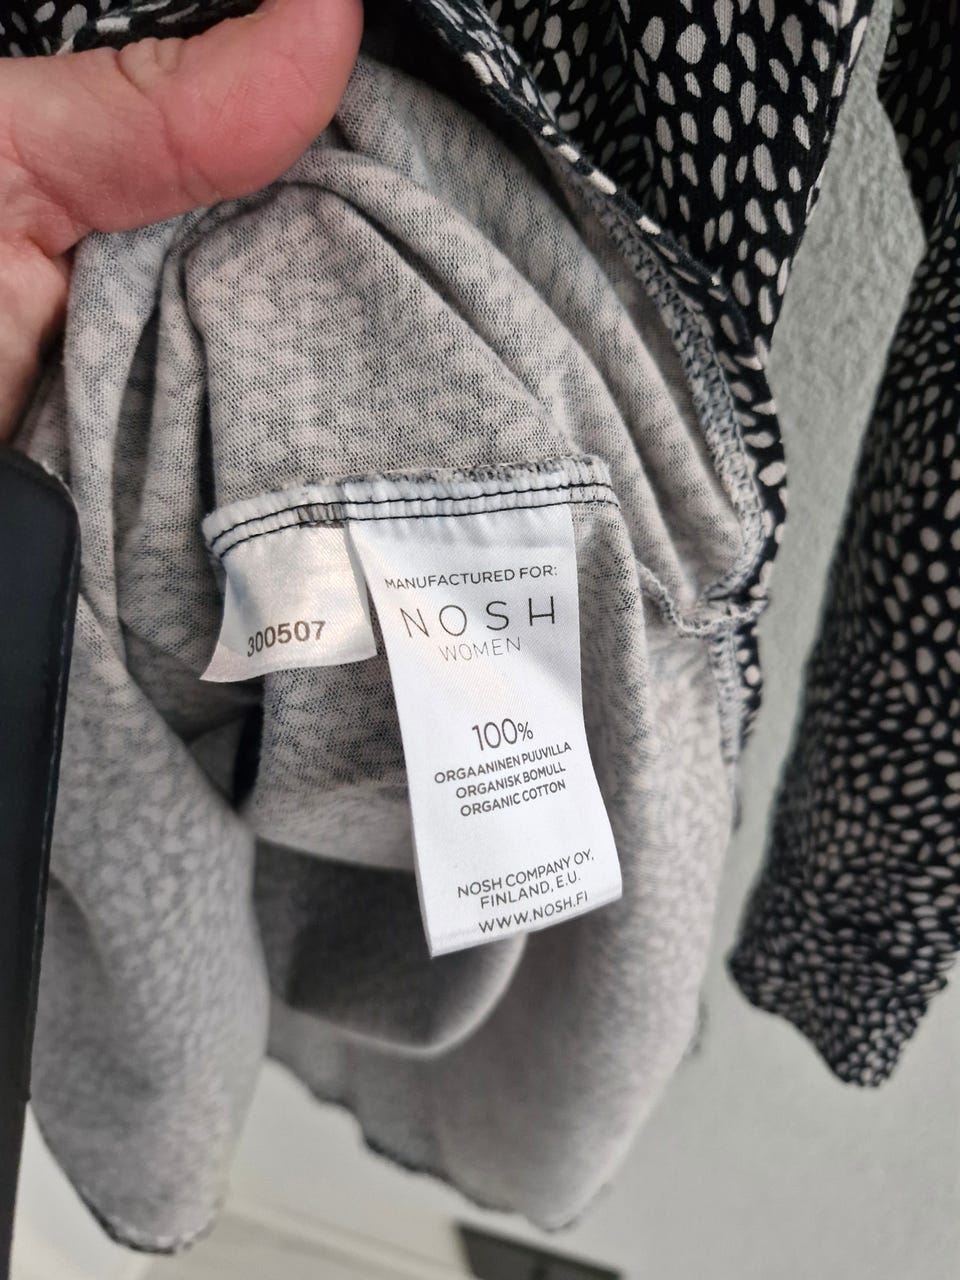 300507
MANUFACTURED FOR:
NOSH
WOMEN
100%
ORGAANINEN PUUVILLA
ORGANISK BOMULL
ORGANIC COTTON
NOSH COMPANY OY,
FINLAND, E.U.
WWW.NOSH.FI